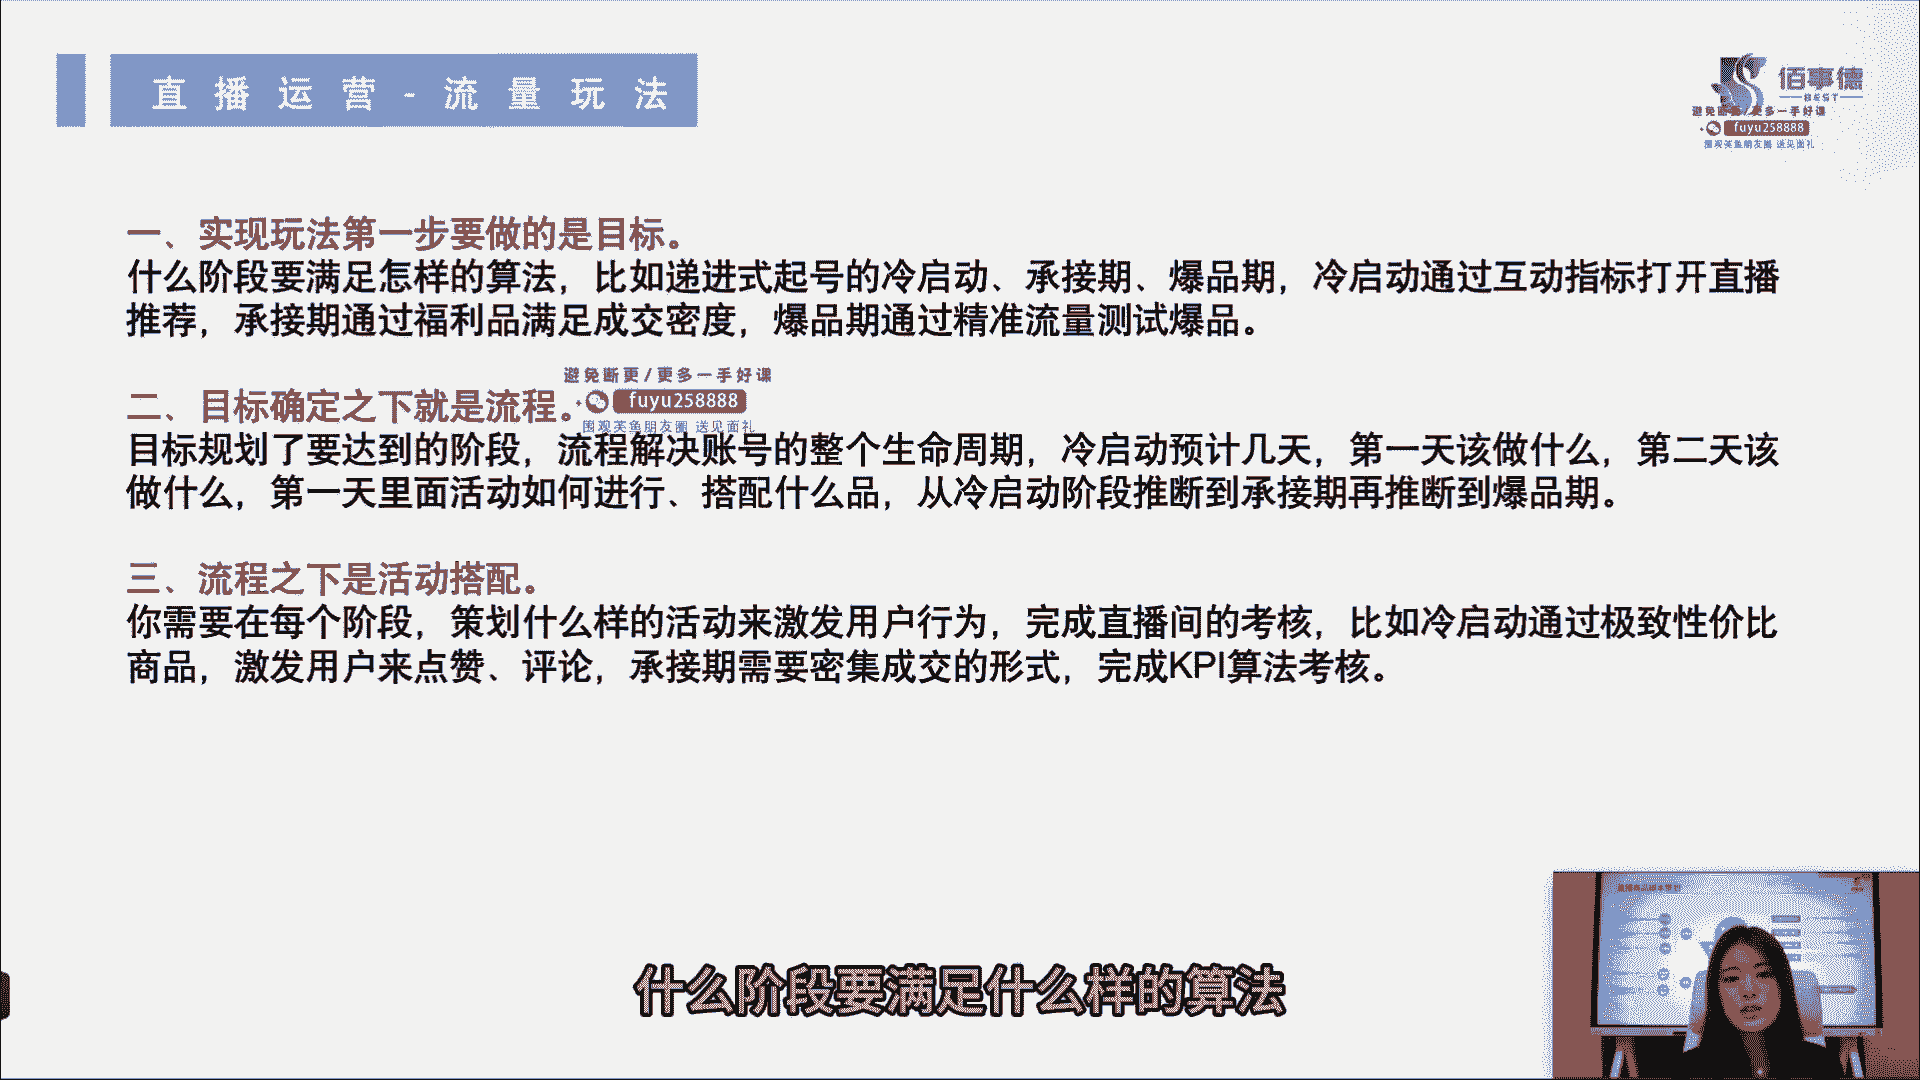 直播运营-流量玩法
佰事德
BEST
避免断更/更多一手好课
fuyu258888
围观芙鱼朋友圈 送见面礼
一、实现玩法第一步要做的是目标。
什么阶段要满足怎样的算法，比如递进式起号的冷启动、承接期、爆品期，冷启动通过互动指标打开直播
推荐，承接期通过福利品满足成交密度，爆品期通过精准流量测试爆品。
避免断更/更多一手好课
二、目标确定之下就是流程。
fuyu258888
围观芙鱼朋友圈 送见面礼
目标规划了要达到的阶段，流程解决账号的整个生命周期，冷启动预计几天，第一天该做什么，第二天该
做什么，第一天里面活动如何进行、搭配什么品，从冷启动阶段推断到承接期再推断到爆品期。
三、流程之下是活动搭配。
你需要在每个阶段，策划什么样的活动来激发用户行为，完成直播间的考核，比如冷启动通过极致性价比
商品，激发用户来点赞、评论，承接期需要密集成交的形式，完成KPI算法考核。
什么阶段要满足什么样的算法